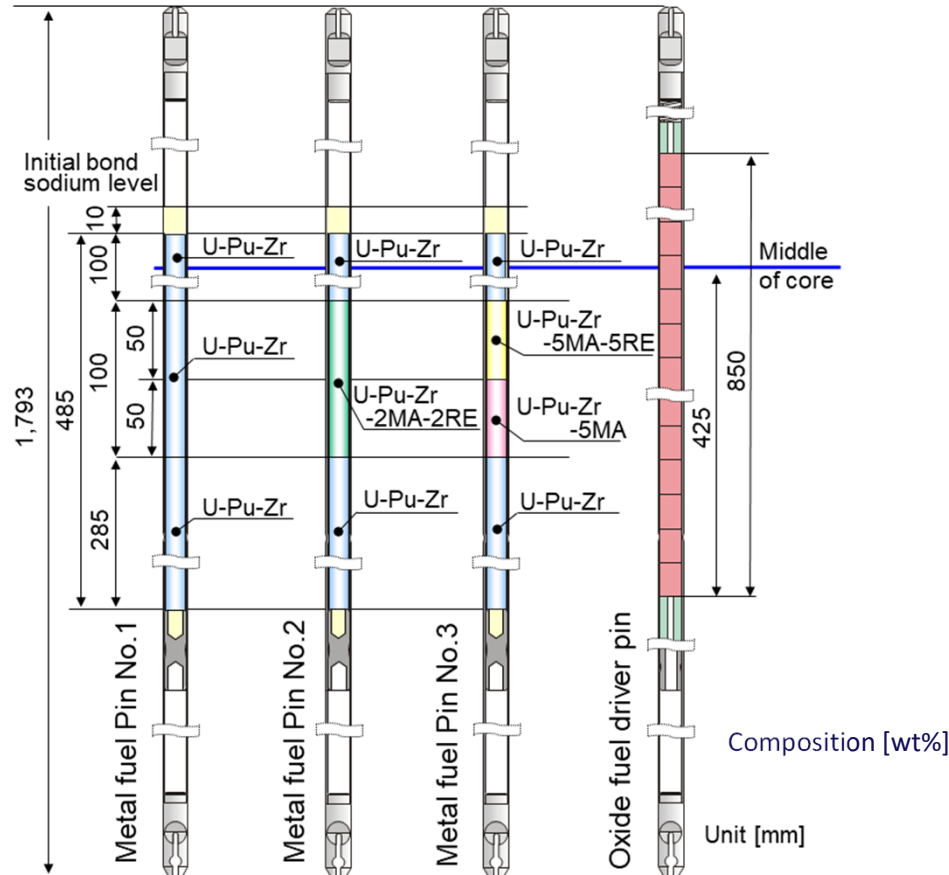 Initial bond
sodium level
10
100
U-Pu-Zr
U-Pu-Zr
U-Pu-Zr
Middle
of core
50
100
485
1,793
U-Pu-Zr
U-Pu-Zr
-5MA-5RE
850
50
U-Pu-Zr
-2MA-2RE
U-Pu-Zr
-5MA
425
285
U-Pu-Zr
U-Pu-Zr
U-Pu-Zr
Metal fuel Pin No.1
Metal fuel Pin No.2
Metal fuel Pin No.3
Oxide fuel driver pin
Composition [wt%]
Unit [mm]